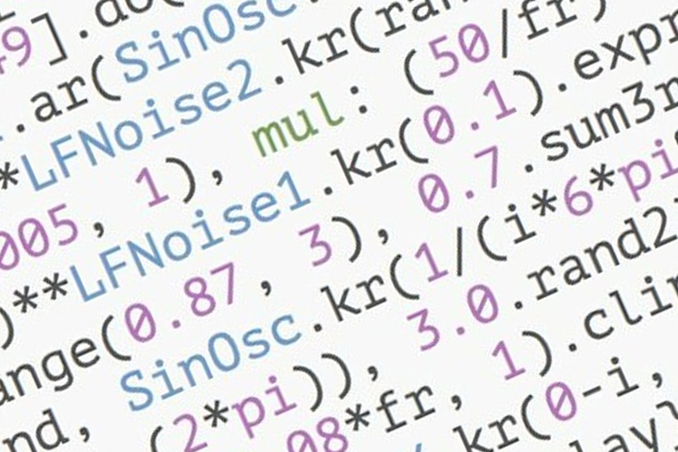 49].do(
.ar(SinOsc
*LFNoise2.kr(ran
005, 1), mul: (50/fr)
)**LFNoise1.kr(0.1).expr
ange(0.87, 3), 0.7.sum3r
nd, SinOsc.kr(1/(i*6*pi
(2*pi)), 3.0.rand2
08*fr, 1).cli
.kr(0-i,
lay